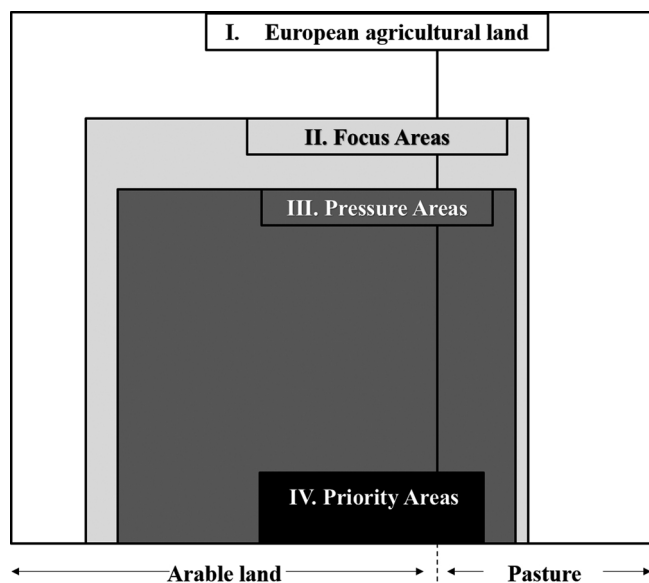 I. European agricultural land
II. Focus Areas
III. Pressure Areas
IV. Priority Areas
Arable land
Pasture